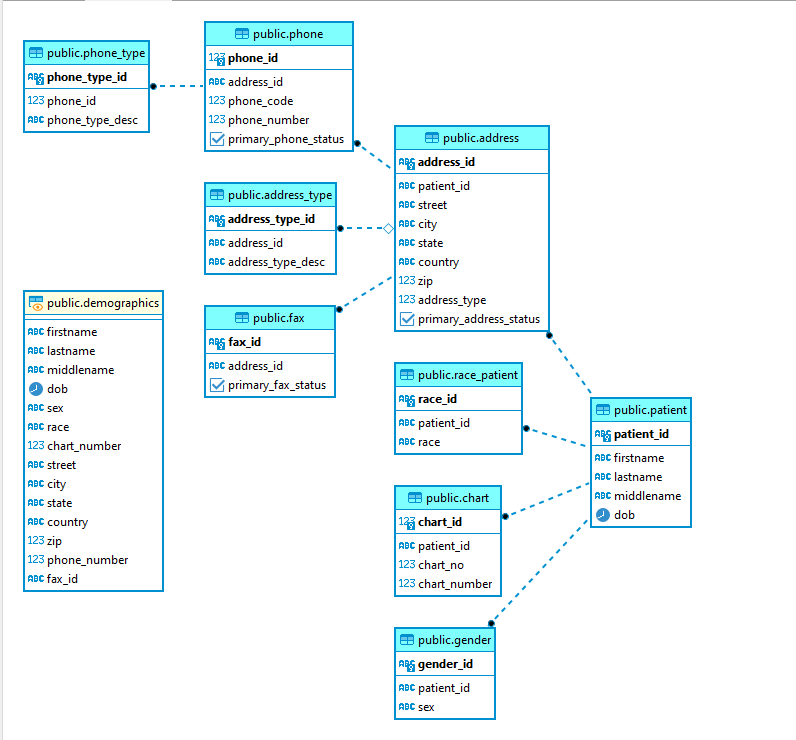 public.phone_type
ABC phone_type_id
123 phone_id
ABC phone_type_desc
public.phone
123 phone_id
ABC address_id
123 phone_code
123 phone_number
primary_phone_status
public.address
ABC address_id
ABC patient_id
ABC street
ABC city
ABC state
ABC country
123 zip
123 address_type
primary_address_status
public.address_type
ABC address_type_id
ABC address_id
ABC address_type_desc
public.demographics
ABC firstname
ABC lastname
ABC middlename
dob
ABC sex
ABC race
123 chart_number
ABC street
ABC city
ABC state
ABC country
123 zip
123 phone_number
ABC fax_id
public.fax
ABC fax_id
ABC address_id
primary_fax_status
public.race_patient
ABC race_id
ABC patient_id
ABC race
public.patient
ABC patient_id
ABC firstname
ABC lastname
ABC middlename
dob
public.chart
123 chart_id
ABC patient_id
123 chart_no
123 chart_number
public.gender
ABC gender_id
ABC patient_id
ABC sex